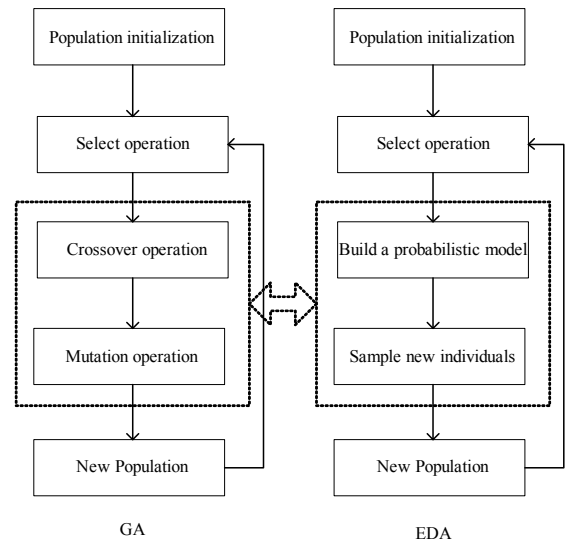 Population initialization
Select operation
Crossover operation
Mutation operation
New Population
GA
Population initialization
Select operation
Build a probabilistic model
Sample new individuals
New Population
EDA